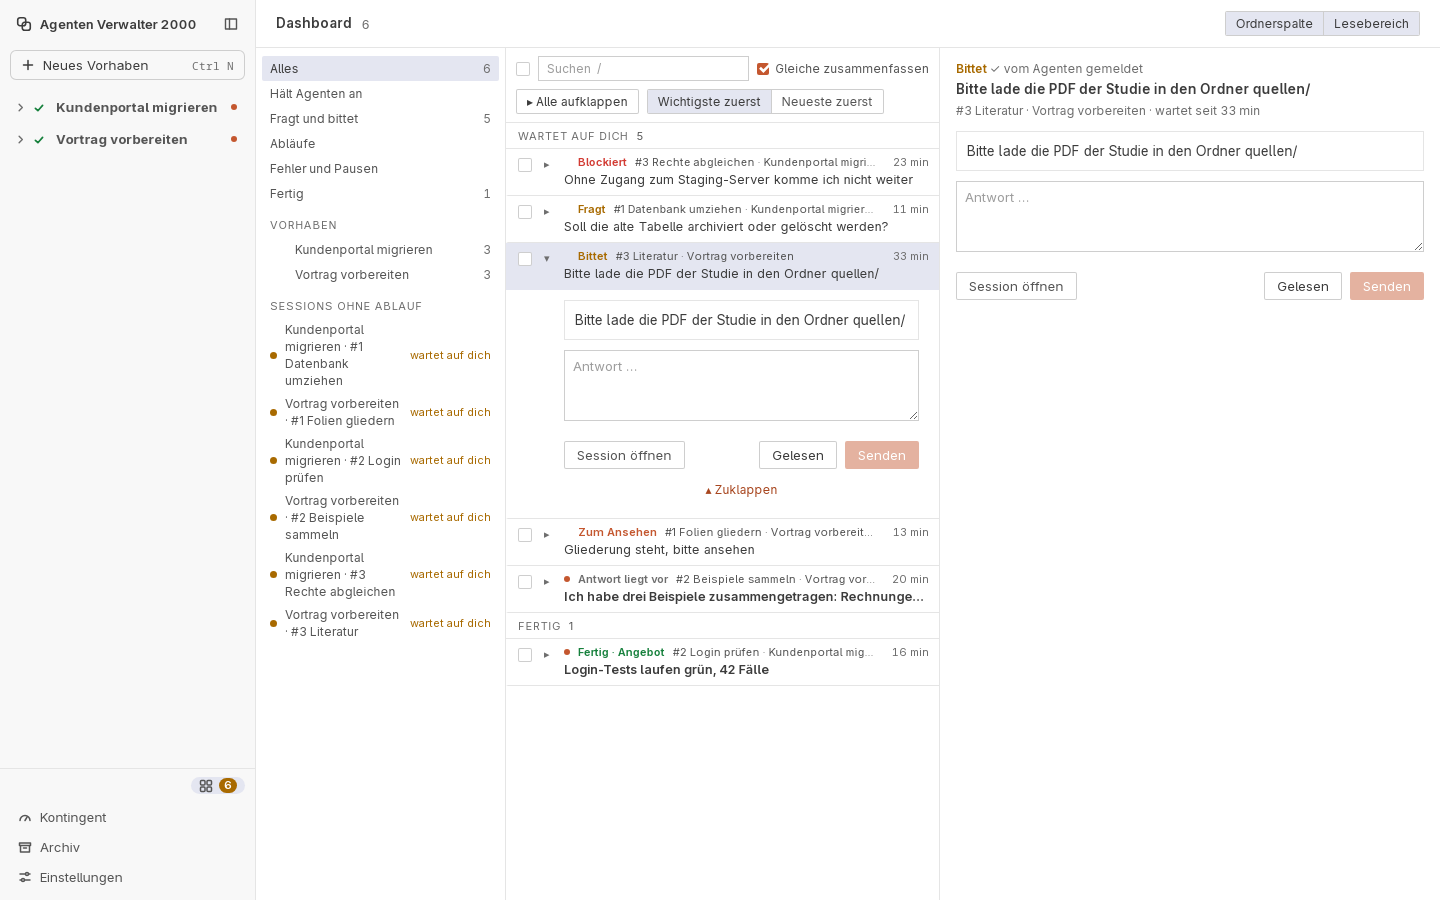 Agenten Verwalter 2000
Neues Vorhaben Ctrl N
Kundenportal migrieren
Vortrag vorbereiten
6
Kontingent
Archiv
Einstellungen
Dashboard 6
Ordnerspalte Lesebereich
Alles 6
Hält Agenten an
Fragt und bittet 5
Abläufe
Fehler und Pausen
Fertig 1
VORHABEN
Kundenportal migrieren 3
Vortrag vorbereiten 3
SESSIONS OHNE ABLAUF
Kundenportal
migrieren · #1
Datenbank
umziehen
wartet auf dich
Vortrag vorbereiten
· #1 Folien gliedern
wartet auf dich
Kundenportal
migrieren · #2 Login
prüfen
wartet auf dich
Vortrag vorbereiten
· #2 Beispiele
sammeln
wartet auf dich
Kundenportal
migrieren · #3
Rechte abgleichen
wartet auf dich
Vortrag vorbereiten
· #3 Literatur
wartet auf dich
Suchen /
Gleiche zusammenfassen
▸ Alle aufklappen
Wichtigste zuerst
Neueste zuerst
WARTET AUF DICH 5
Blockiert #3 Rechte abgleichen · Kundenportal migri... 23 min
Ohne Zugang zum Staging-Server komme ich nicht weiter
Fragt #1 Datenbank umziehen · Kundenportal migrier... 11 min
Soll die alte Tabelle archiviert oder gelöscht werden?
Bittet #3 Literatur · Vortrag vorbereiten 33 min
Bitte lade die PDF der Studie in den Ordner quellen/
Bitte lade die PDF der Studie in den Ordner quellen/
Antwort ...
Session öffnen Gelesen Senden
▴ Zuklappen
Zum Ansehen #1 Folien gliedern · Vortrag vorbereit... 13 min
Gliederung steht, bitte ansehen
Antwort liegt vor #2 Beispiele sammeln · Vortrag vor... 20 min
Ich habe drei Beispiele zusammengetragen: Rechnunge...
FERTIG 1
Fertig · Angebot #2 Login prüfen · Kundenportal mig... 16 min
Login-Tests laufen grün, 42 Fälle
Bittet ✓ vom Agenten gemeldet
Bitte lade die PDF der Studie in den Ordner quellen/
#3 Literatur · Vortrag vorbereiten · wartet seit 33 min
Bitte lade die PDF der Studie in den Ordner quellen/
Antwort ...
Session öffnen Gelesen Senden